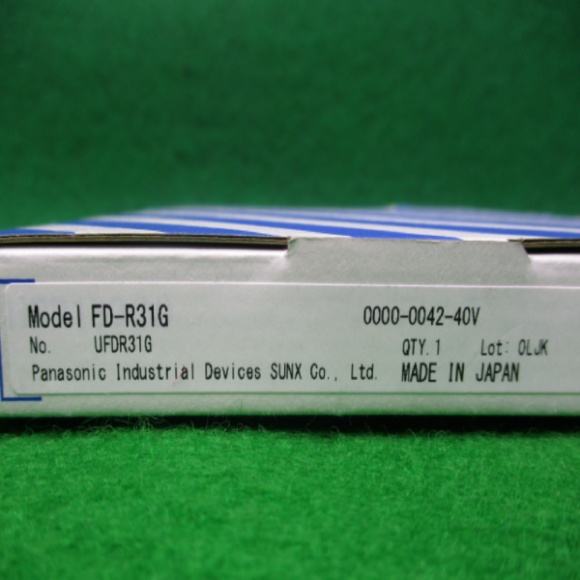 Model FD-R31G 0000-0042-40V
No. UFDR31G QTY.1 Lot: OLJK
Panasonic Industrial Devices SUNX Co., Ltd. MADE IN JAPAN